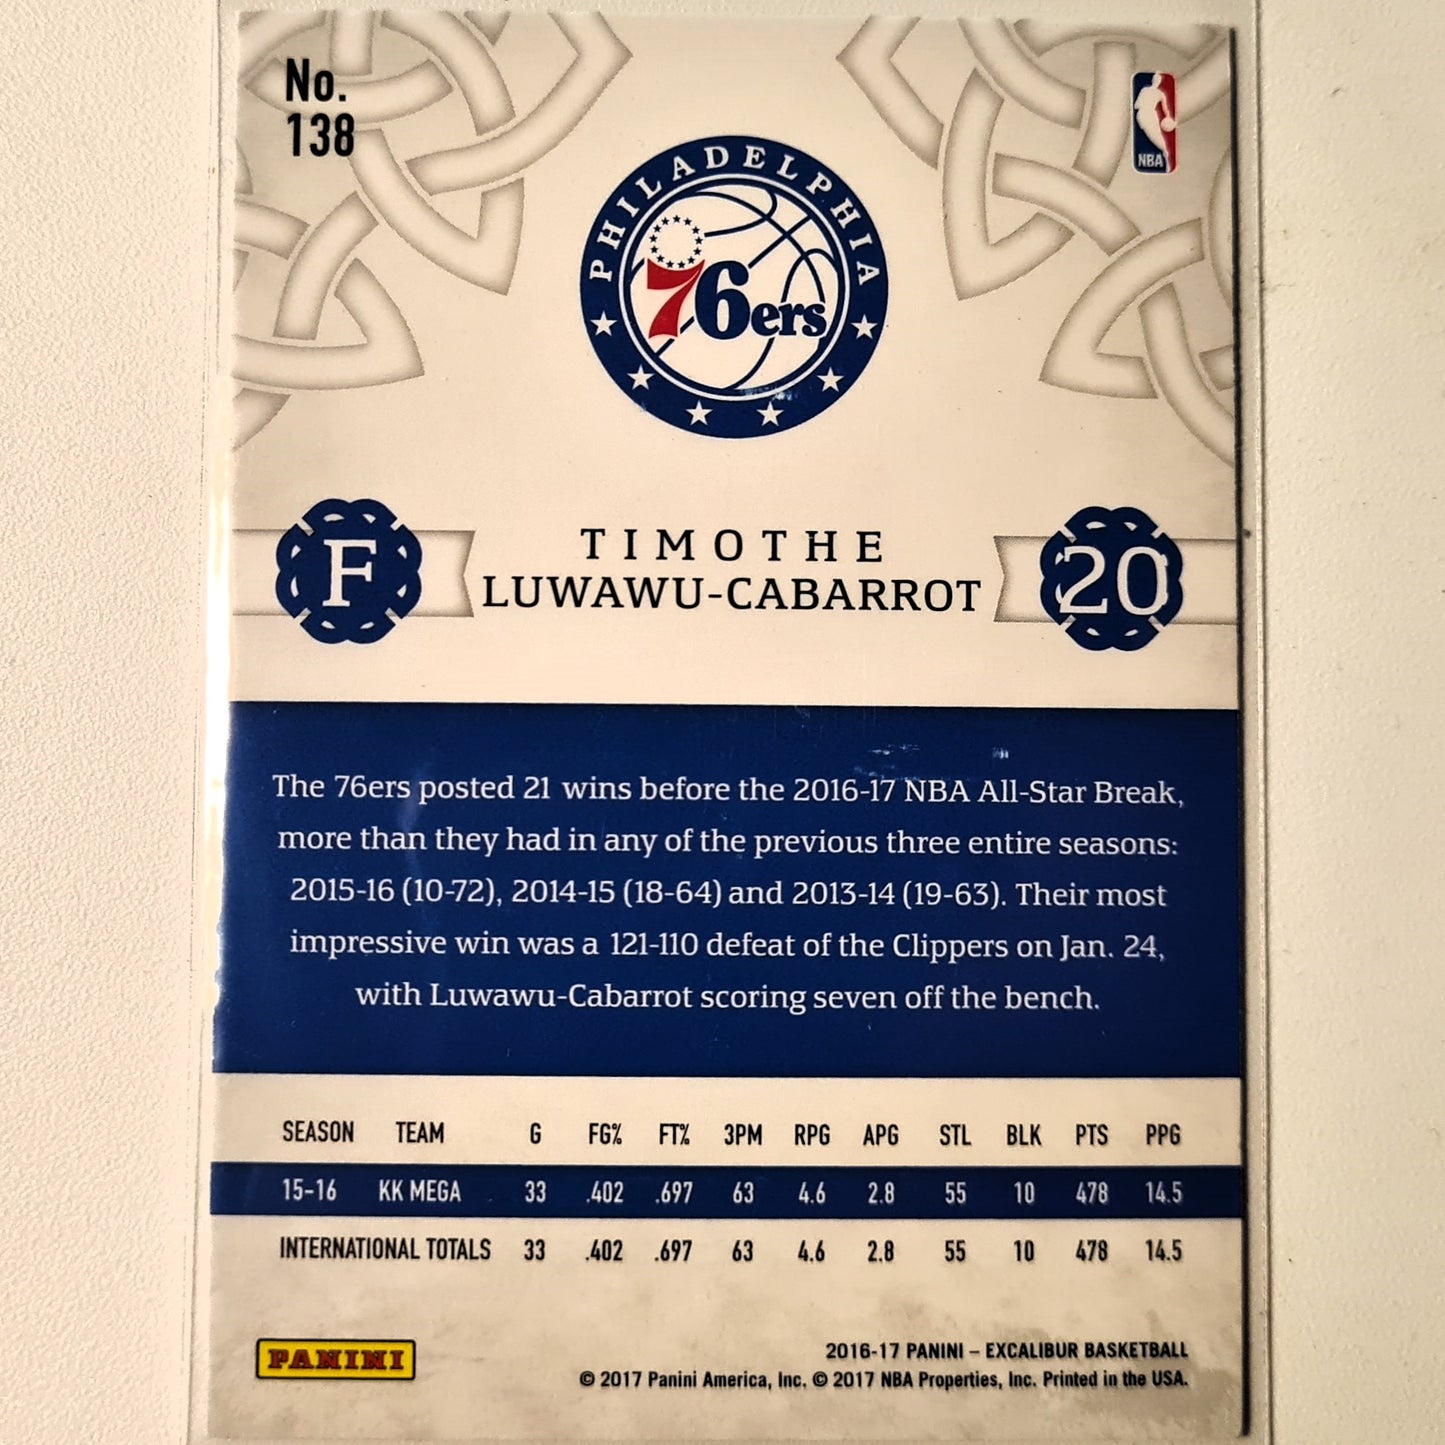 No.
138
NBA
PHILADELPHIA
76ers
F
TIMOTHE
LUWAWU-CABARROT
20
The 76ers posted 21 wins before the 2016-17 NBA All-Star Break,
more than they had in any of the previous three entire seasons:
2015-16 (10-72), 2014-15 (18-64) and 2013-14 (19-63). Their most
impressive win was a 121-110 defeat of the Clippers on Jan. 24,
with Luwawu-Cabarrot scoring seven off the bench.
SEASON TEAM G FG% FT% 3PM RPG APG STL BLK PTS PPG
15-16 KK MEGA 33 .402 .697 63 4.6 2.8 55 10 478 14.5
INTERNATIONAL TOTALS 33 .402 .697 63 4.6 2.8 55 10 478 14.5
PANINI
2016-17 PANINI – EXCALIBUR BASKETBALL
© 2017 Panini America, Inc. © 2017 NBA Properties, Inc. Printed in the USA.